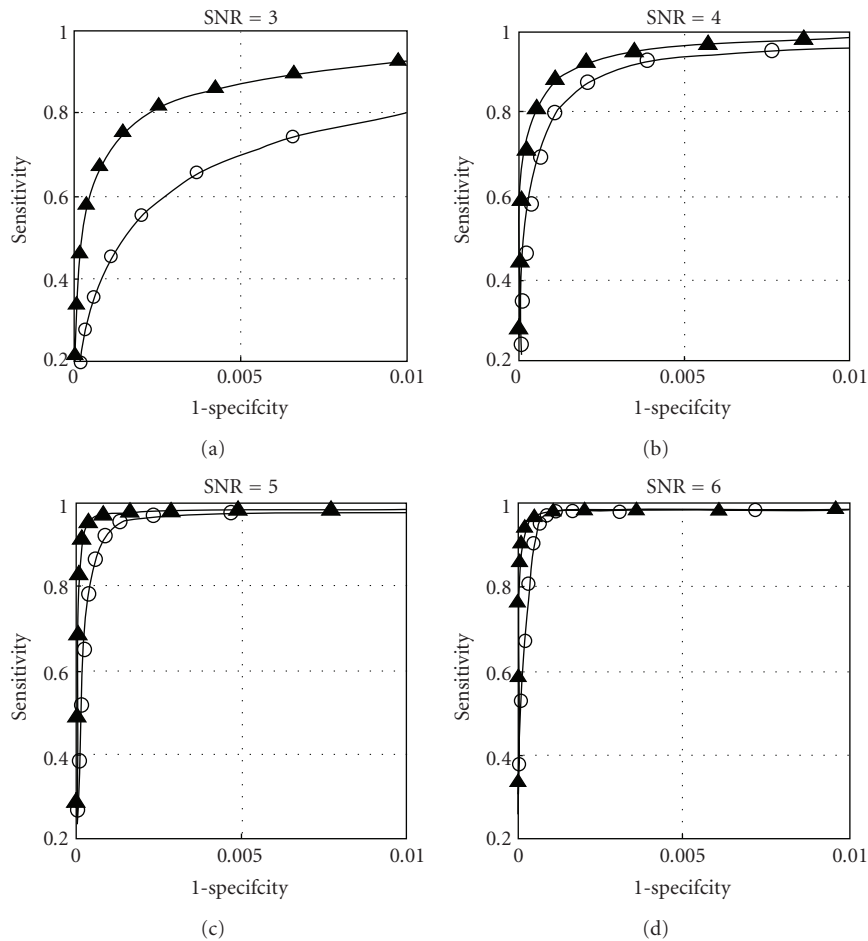 SNR = 3
1
0.8
0.6
0.4
0.2
Sensitivity
0
0.005
0.01
1-specifcity
(a)
SNR = 4
1
0.8
0.6
0.4
0.2
Sensitivity
0
0.005
0.01
1-specifcity
(b)
SNR = 5
1
0.8
0.6
0.4
0.2
Sensitivity
0
0.005
0.01
1-specifcity
(c)
SNR = 6
1
0.8
0.6
0.4
0.2
Sensitivity
0
0.005
0.01
1-specifcity
(d)